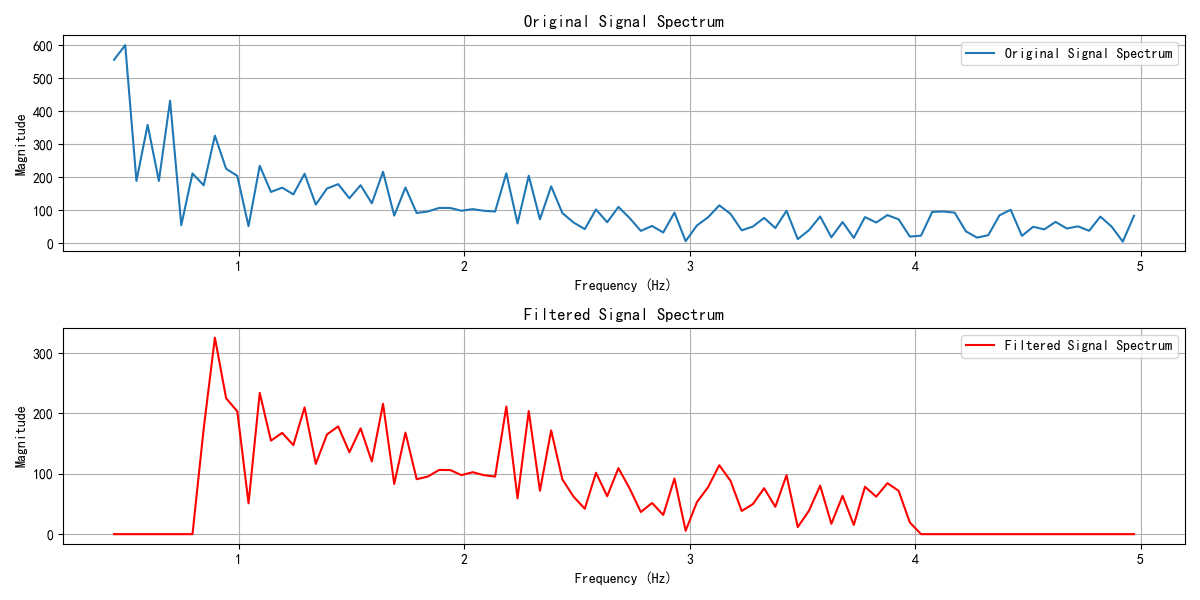 Original Signal Spectrum
Original Signal Spectrum
600
500
400
300
200
100
0
Magnitude
1 2 3 4 5
Frequency (Hz)
Filtered Signal Spectrum
Filtered Signal Spectrum
300
200
100
0
Magnitude
1 2 3 4 5
Frequency (Hz)